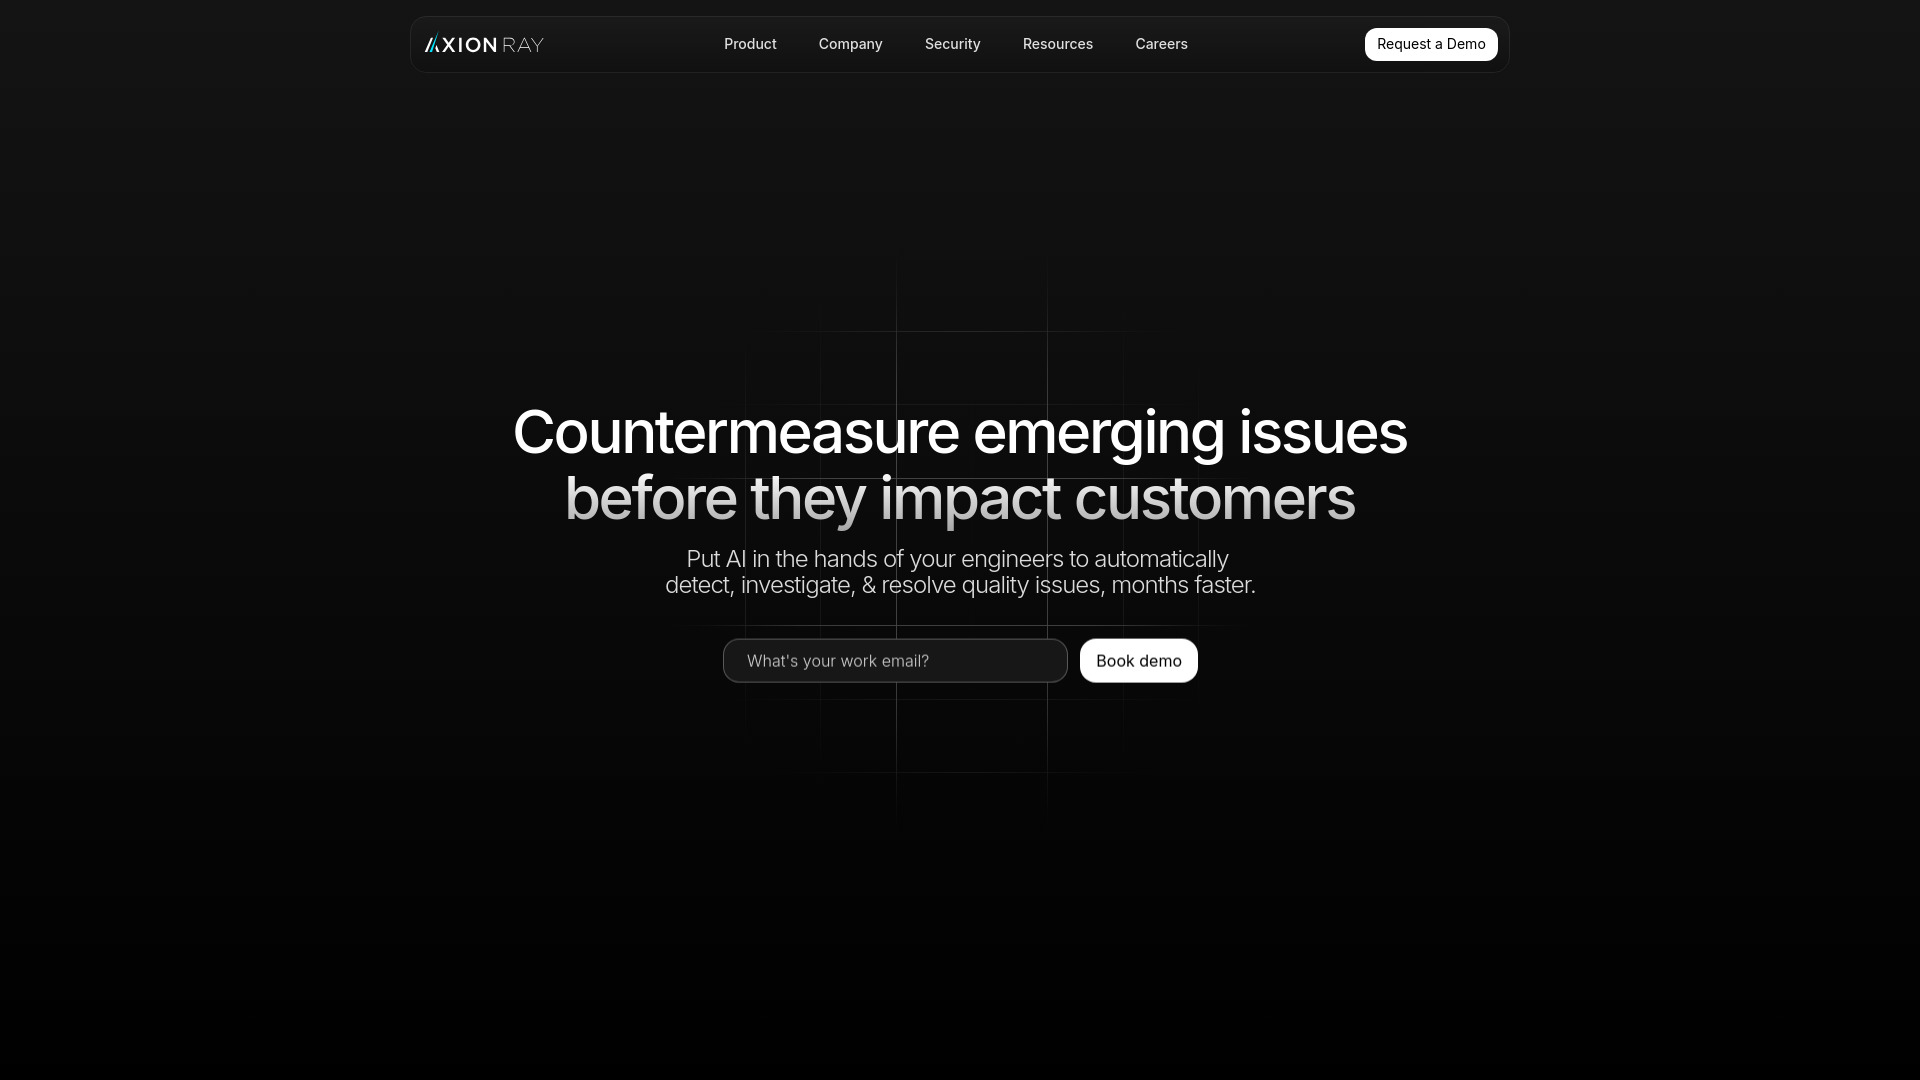 AXION RAY
Product
Company
Security
Resources
Careers
Request a Demo
Countermeasure emerging issues
before they impact customers
Put AI in the hands of your engineers to automatically
detect, investigate, & resolve quality issues, months faster.
What's your work email?
Book demo